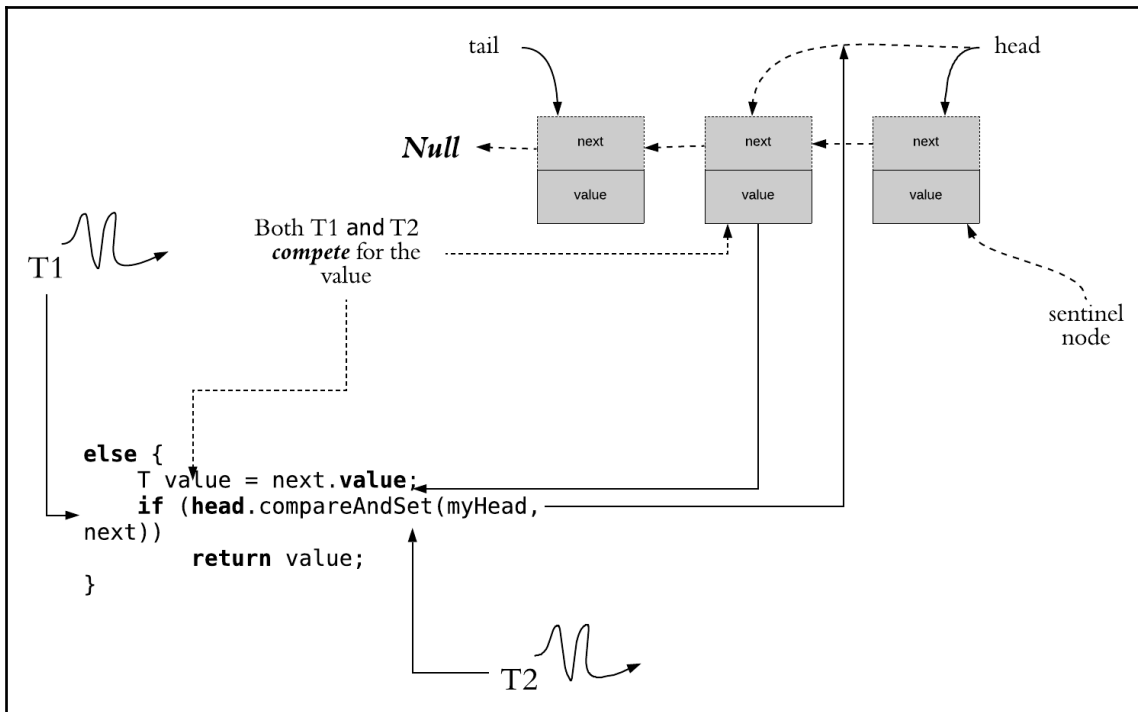 tail
head
Null
next
next
next
value
value
value
Both T1 and T2
compete for the
value
T1
sentinel
node
else {
    T value = next.value;
    if (head.compareAndSet(myHead,
next))
        return value;
}
T2